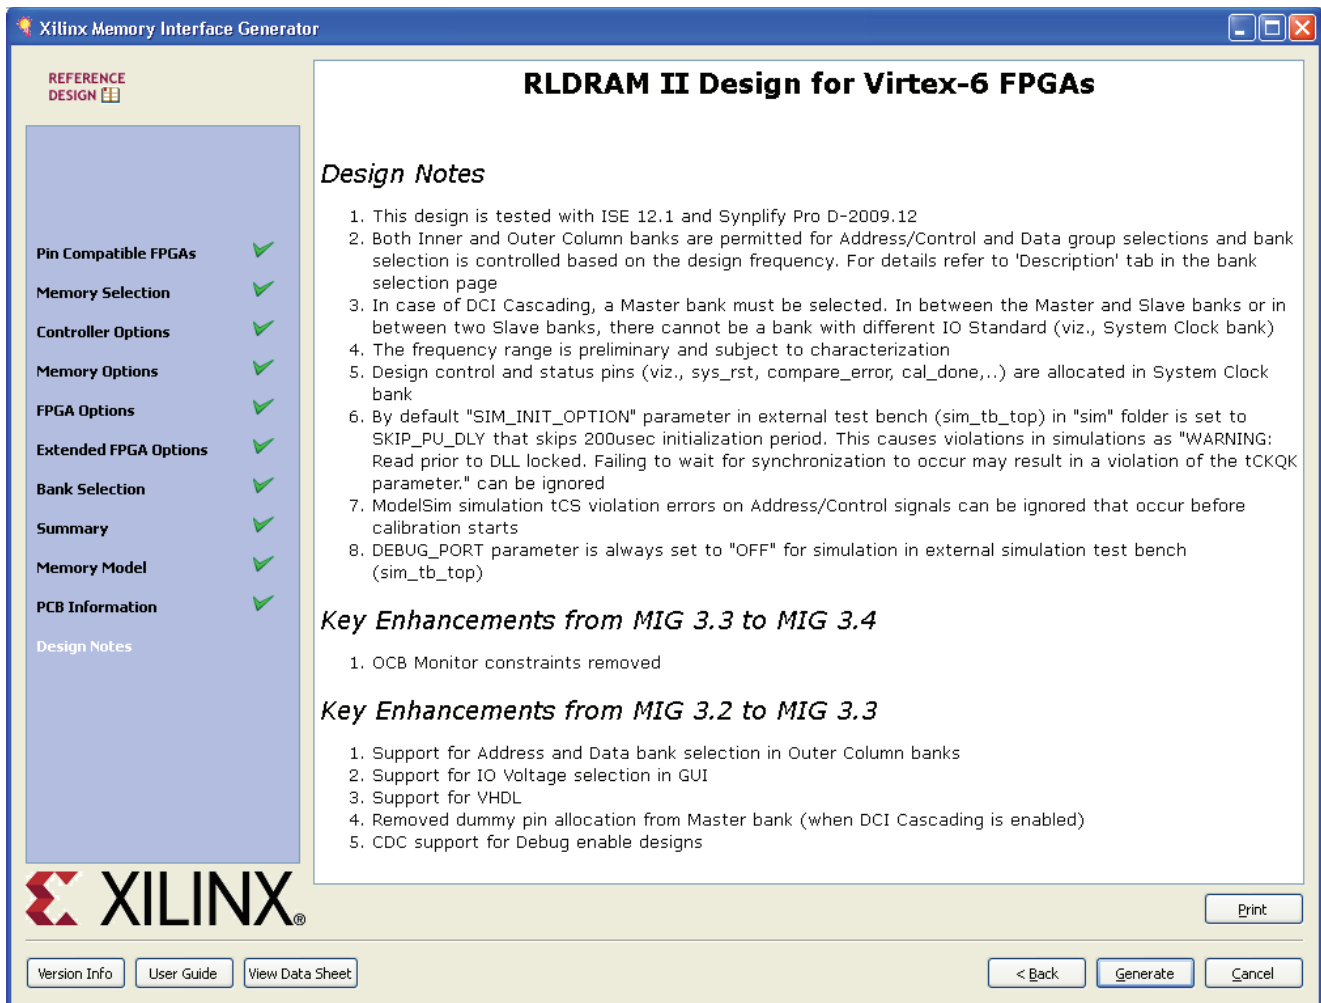 Xilinx Memory Interface Generator
REFERENCE
DESIGN
Pin Compatible FPGAs
Memory Selection
Controller Options
Memory Options
FPGA Options
Extended FPGA Options
Bank Selection
Summary
Memory Model
PCB Information
Design Notes
XILINX®
RLDRAM II Design for Virtex-6 FPGAs
Design Notes
1. This design is tested with ISE 12.1 and Synplify Pro D-2009.12
2. Both Inner and Outer Column banks are permitted for Address/Control and Data group selections and bank
selection is controlled based on the design frequency. For details refer to 'Description' tab in the bank
selection page
3. In case of DCI Cascading, a Master bank must be selected. In between the Master and Slave banks or in
between two Slave banks, there cannot be a bank with different IO Standard (viz., System Clock bank)
4. The frequency range is preliminary and subject to characterization
5. Design control and status pins (viz., sys_rst, compare_error, cal_done,..) are allocated in System Clock
bank
6. By default "SIM_INIT_OPTION" parameter in external test bench (sim_tb_top) in "sim" folder is set to
SKIP_PU_DLY that skips 200usec initialization period. This causes violations in simulations as "WARNING:
Read prior to DLL locked. Failing to wait for synchronization to occur may result in a violation of the tCKQK
parameter." can be ignored
7. ModelSim simulation tCS violation errors on Address/Control signals can be ignored that occur before
calibration starts
8. DEBUG_PORT parameter is always set to "OFF" for simulation in external simulation test bench
(sim_tb_top)
Key Enhancements from MIG 3.3 to MIG 3.4
1. OCB Monitor constraints removed
Key Enhancements from MIG 3.2 to MIG 3.3
1. Support for Address and Data bank selection in Outer Column banks
2. Support for IO Voltage selection in GUI
3. Support for VHDL
4. Removed dummy pin allocation from Master bank (when DCI Cascading is enabled)
5. CDC support for Debug enable designs
Print
Version Info
User Guide
View Data Sheet
< Back
Generate
Cancel